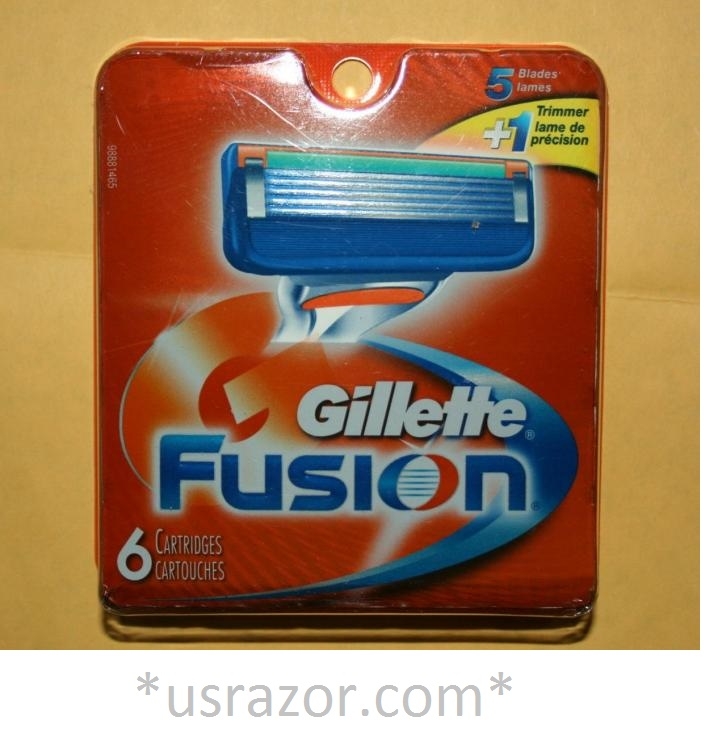 5 Blades
lames
+1 Trimmer
lame de
précision
98881465
Gillette®
FUSION®
6 CARTRIDGES
CARTOUCHES
*usrazor.com*